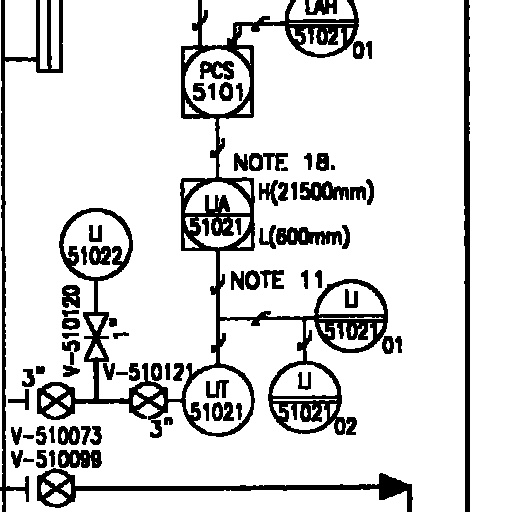 LAH
51021
01
PCS
5101
NOTE 18.
H(21500mm)
LIA
51021
L(600mm)
LI
51022
NOTE 11
V-510120
1"
LI
51021
01
V-510121
3"
LIT
51021
LI
51021
02
3"
V-510073
V-510099